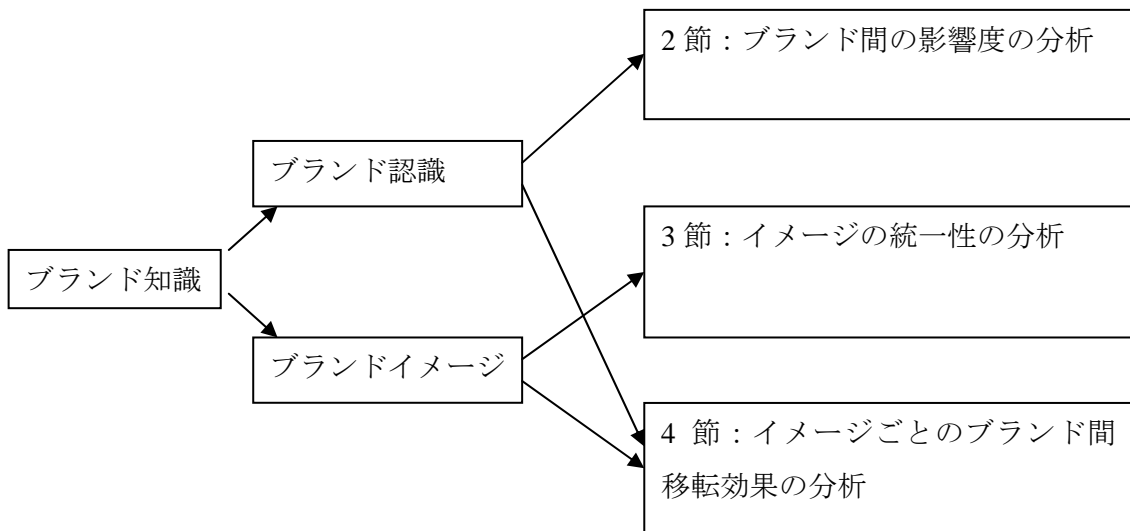 2 節：ブランド間の影響度の分析
ブランド認識
3 節：イメージの統一性の分析
ブランド知識
ブランドイメージ
4 節：イメージごとのブランド間
移転効果の分析